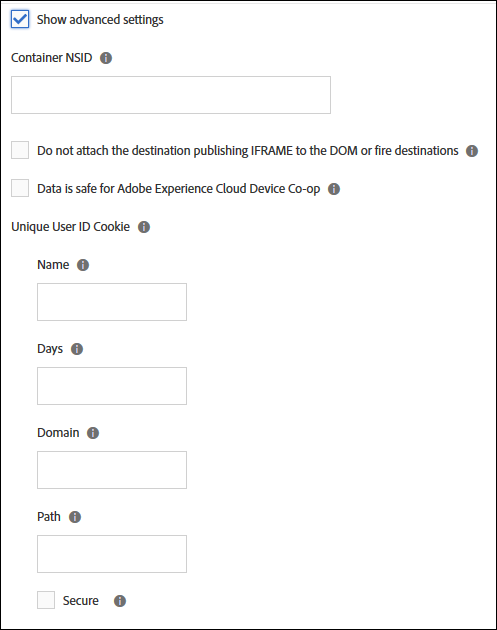 Show advanced settings
Container NSID
Do not attach the destination publishing IFRAME to the DOM or fire destinations
Data is safe for Adobe Experience Cloud Device Co-op
Unique User ID Cookie
Name
Days
Domain
Path
Secure